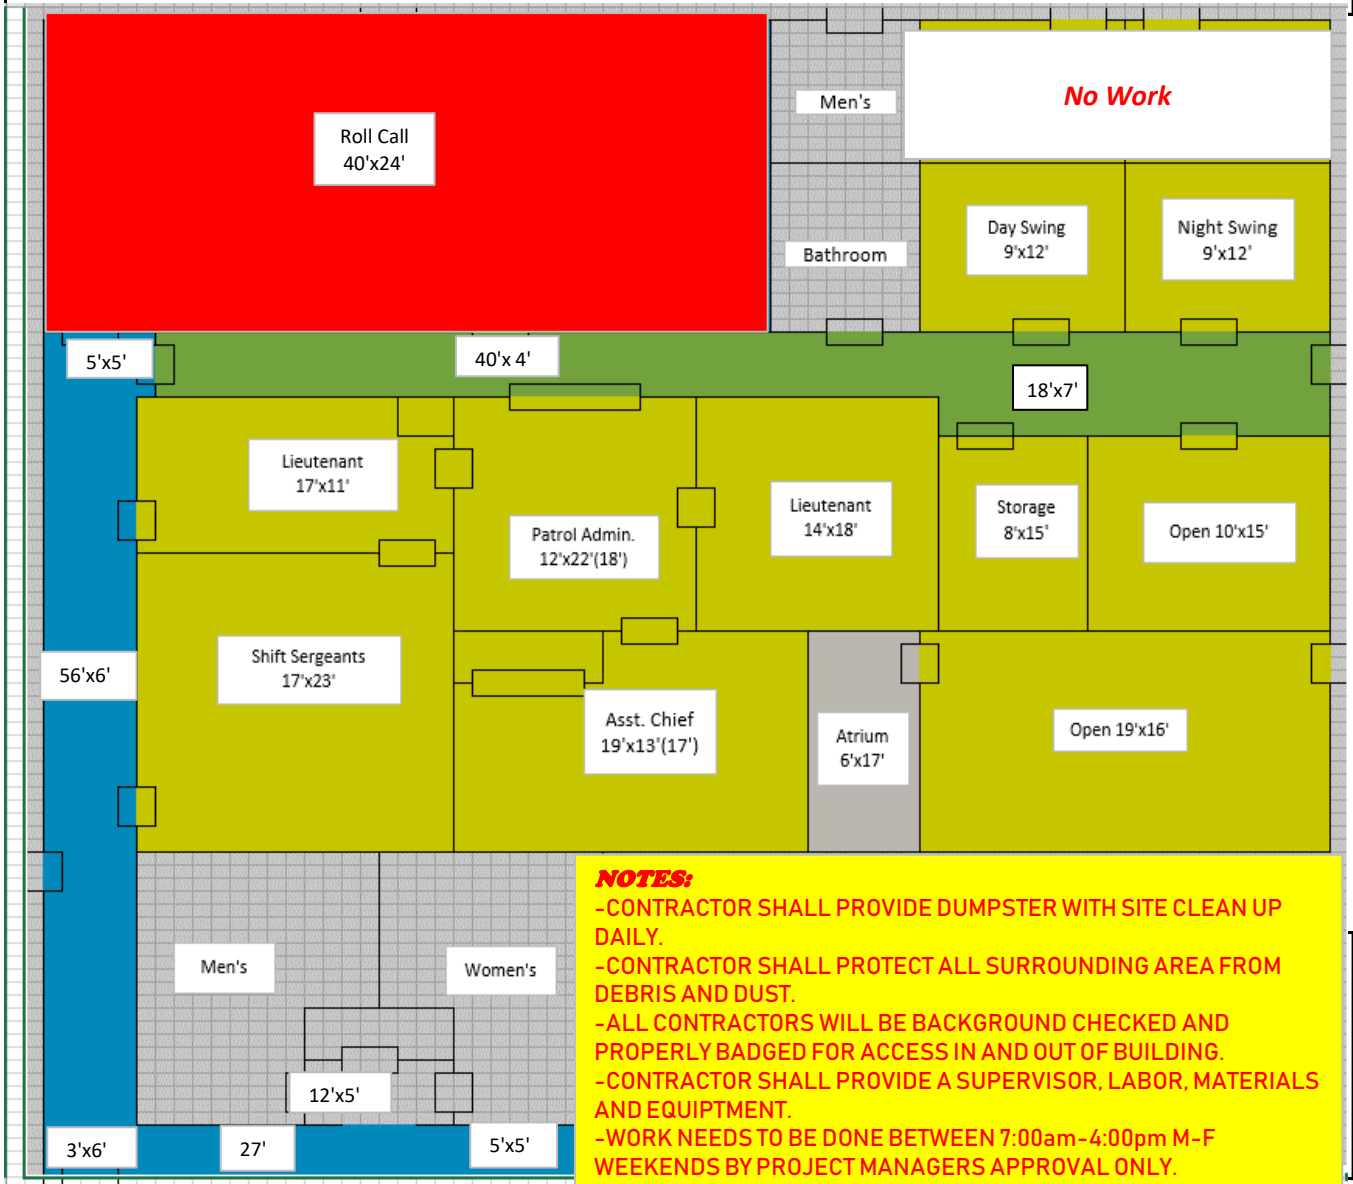 Men's
No Work
Roll Call
40'x24'
Day Swing
9'x12'
Night Swing
9'x12'
Bathroom
5'x5'
40'x 4'
18'x7'
Lieutenant
17'x11'
Patrol Admin.
12'x22'(18')
Lieutenant
14'x18'
Storage
8'x15'
Open 10'x15'
56'x6'
Shift Sergeants
17'x23'
Asst. Chief
19'x13'(17')
Atrium
6'x17'
Open 19'x16'
Men's
Women's
12'x5'
3'x6'
27'
5'x5'
NOTES:
-CONTRACTOR SHALL PROVIDE DUMPSTER WITH SITE CLEAN UP
DAILY.
-CONTRACTOR SHALL PROTECT ALL SURROUNDING AREA FROM
DEBRIS AND DUST.
-ALL CONTRACTORS WILL BE BACKGROUND CHECKED AND
PROPERLY BADGED FOR ACCESS IN AND OUT OF BUILDING.
-CONTRACTOR SHALL PROVIDE A SUPERVISOR, LABOR, MATERIALS
AND EQUIPTMENT.
-WORK NEEDS TO BE DONE BETWEEN 7:00am-4:00pm M-F
WEEKENDS BY PROJECT MANAGERS APPROVAL ONLY.